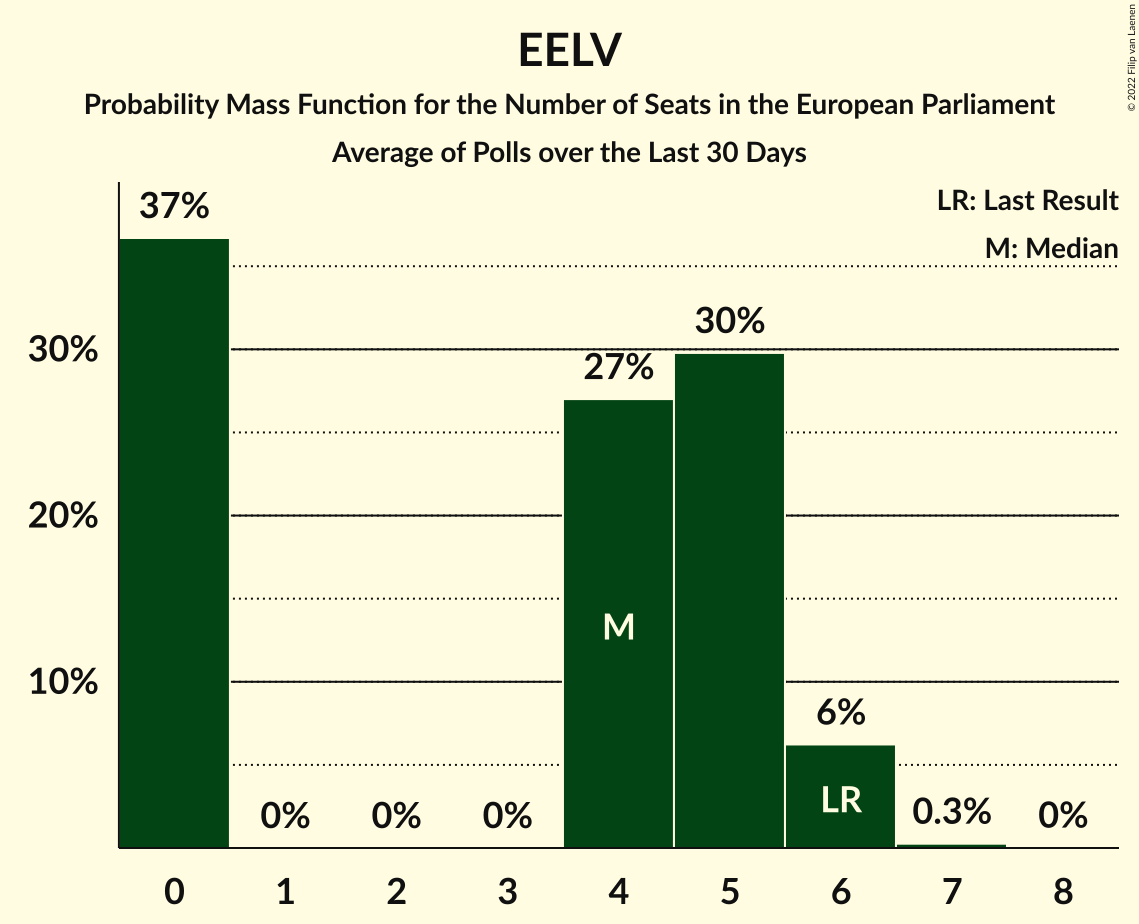 EELV
Probability Mass Function for the Number of Seats in the European Parliament
Average of Polls over the Last 30 Days
© 2022 Filip van Laenen
LR: Last Result
M: Median
37%
30%
27%
30%
20%
10%
M
6%
LR
0%
0%
0%
0.3%
0%
0
1
2
3
4
5
6
7
8